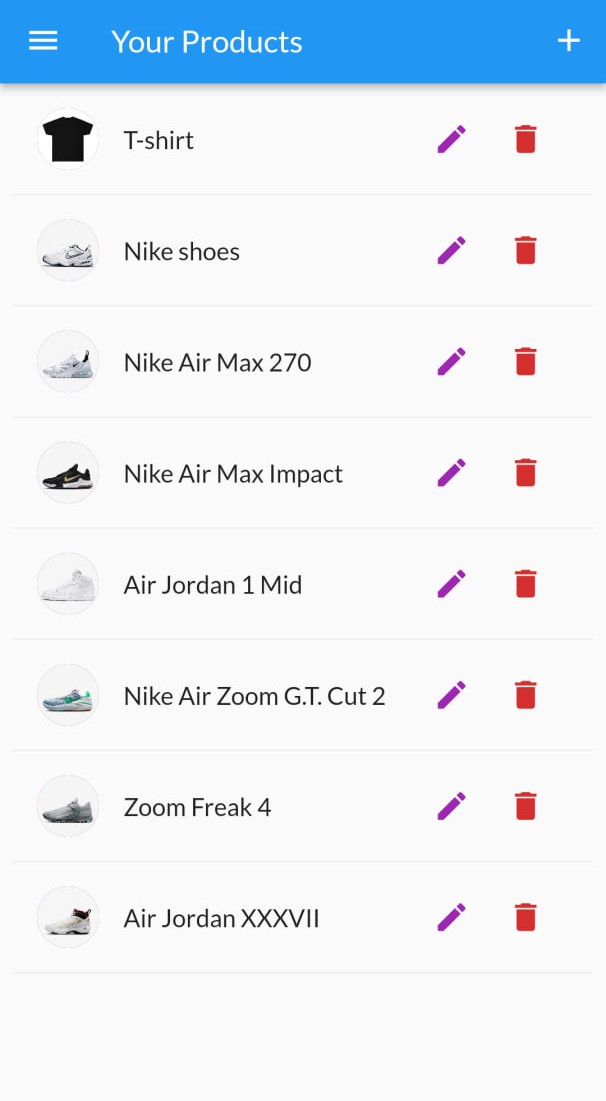 Your Products
T-shirt
Nike shoes
Nike Air Max 270
Nike Air Max Impact
Air Jordan 1 Mid
Nike Air Zoom G.T. Cut 2
Zoom Freak 4
Air Jordan XXXVII